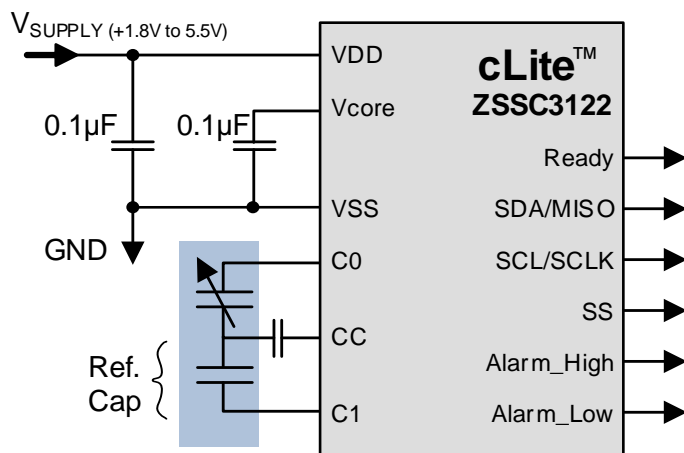 VSUPPLY (+1.8V to 5.5V)
0.1µF
0.1µF
GND
Ref.
Cap
VDD
Vcore
VSS
C0
CC
C1
cLite™
ZSSC3122
Ready
SDA/MISO
SCL/SCLK
SS
Alarm_High
Alarm_Low